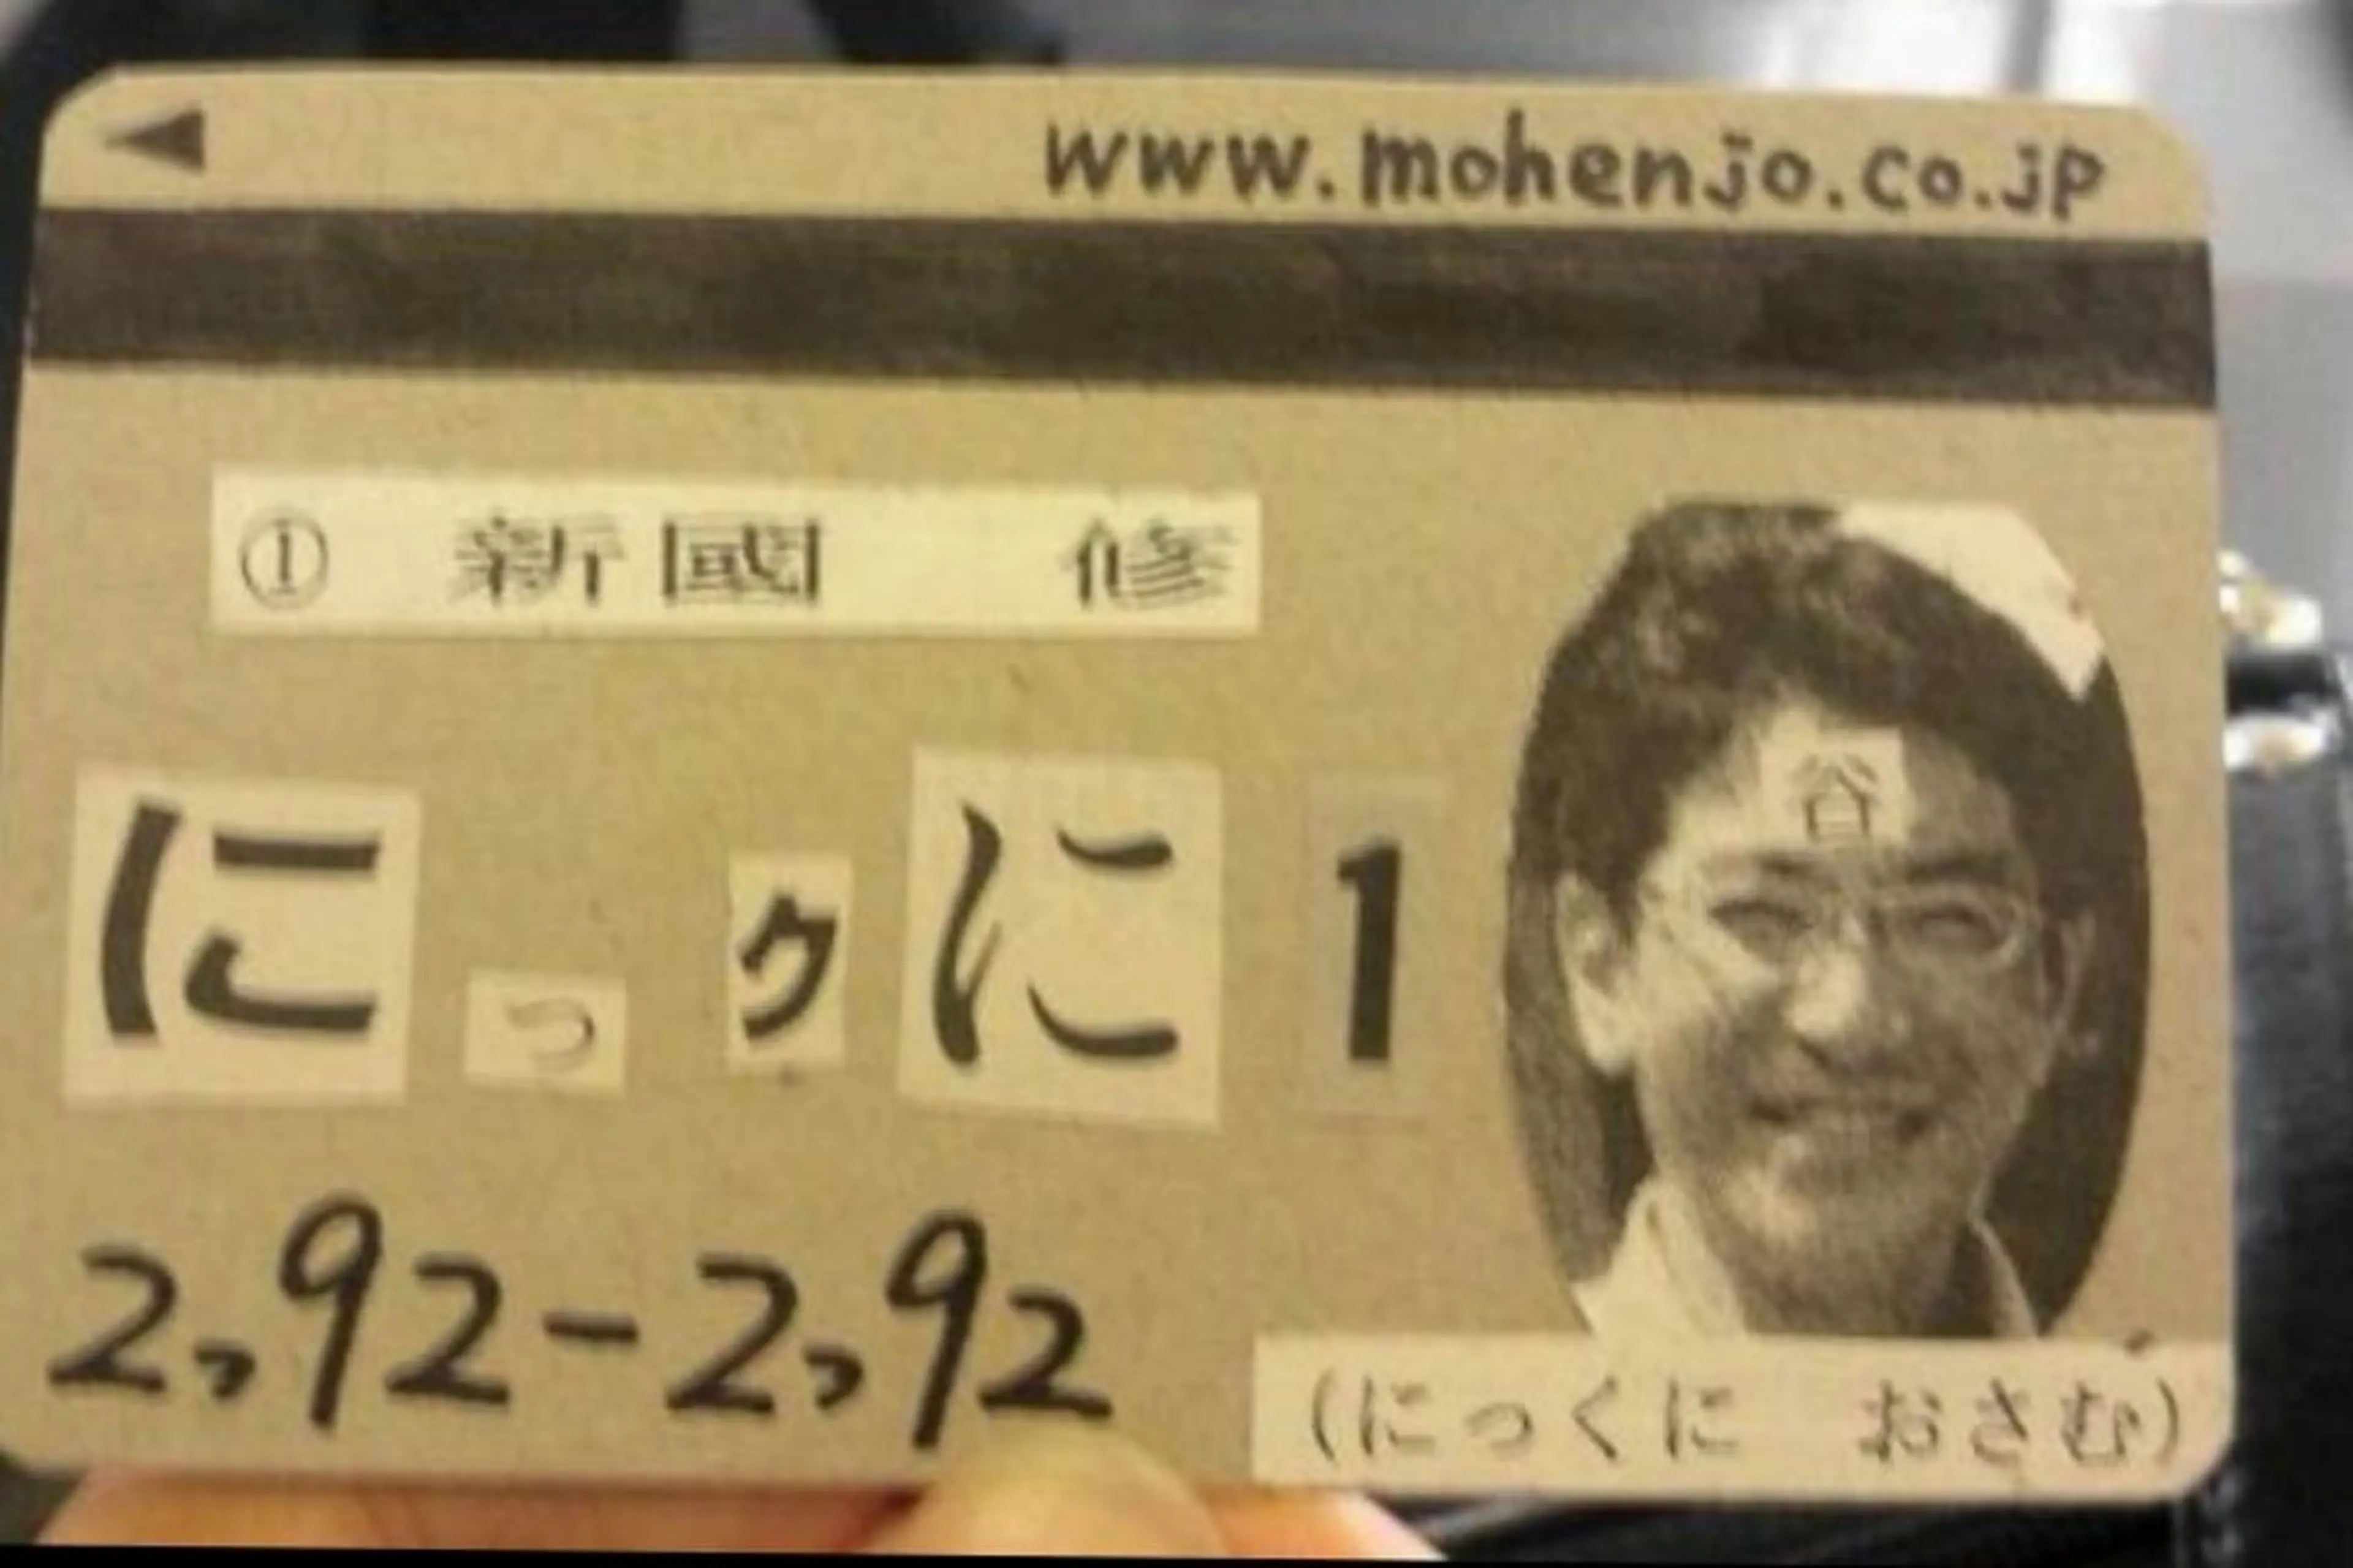 ◀ www.mohenjo.co.jp
① 新國 修
谷
にっクに 1
2っ92-2っ92
(にっくに おさむ)